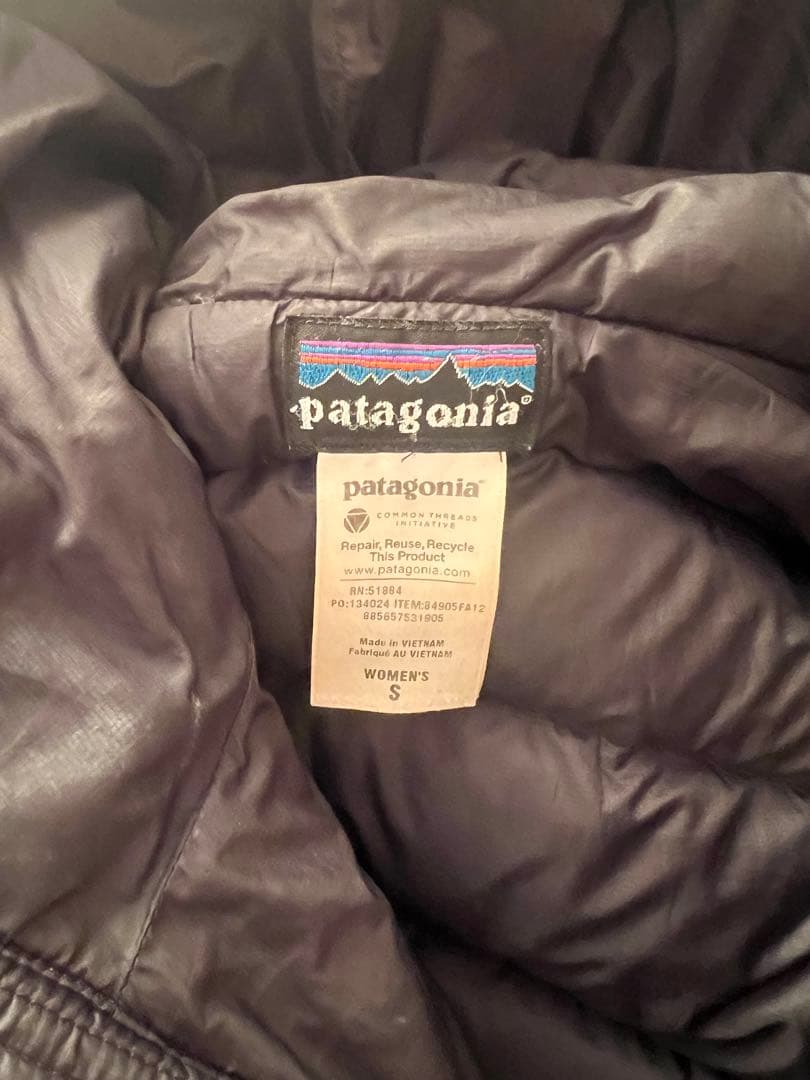 patagonia®
patagonia
COMMON THREADS
INITIATIVE
Repair, Reuse, Recycle
This Product
www.patagonia.com
RN:51884
PO:134024 ITEM:84905FA12
885657531905
Made in VIETNAM
Fabriqué AU VIETNAM
WOMEN'S
S